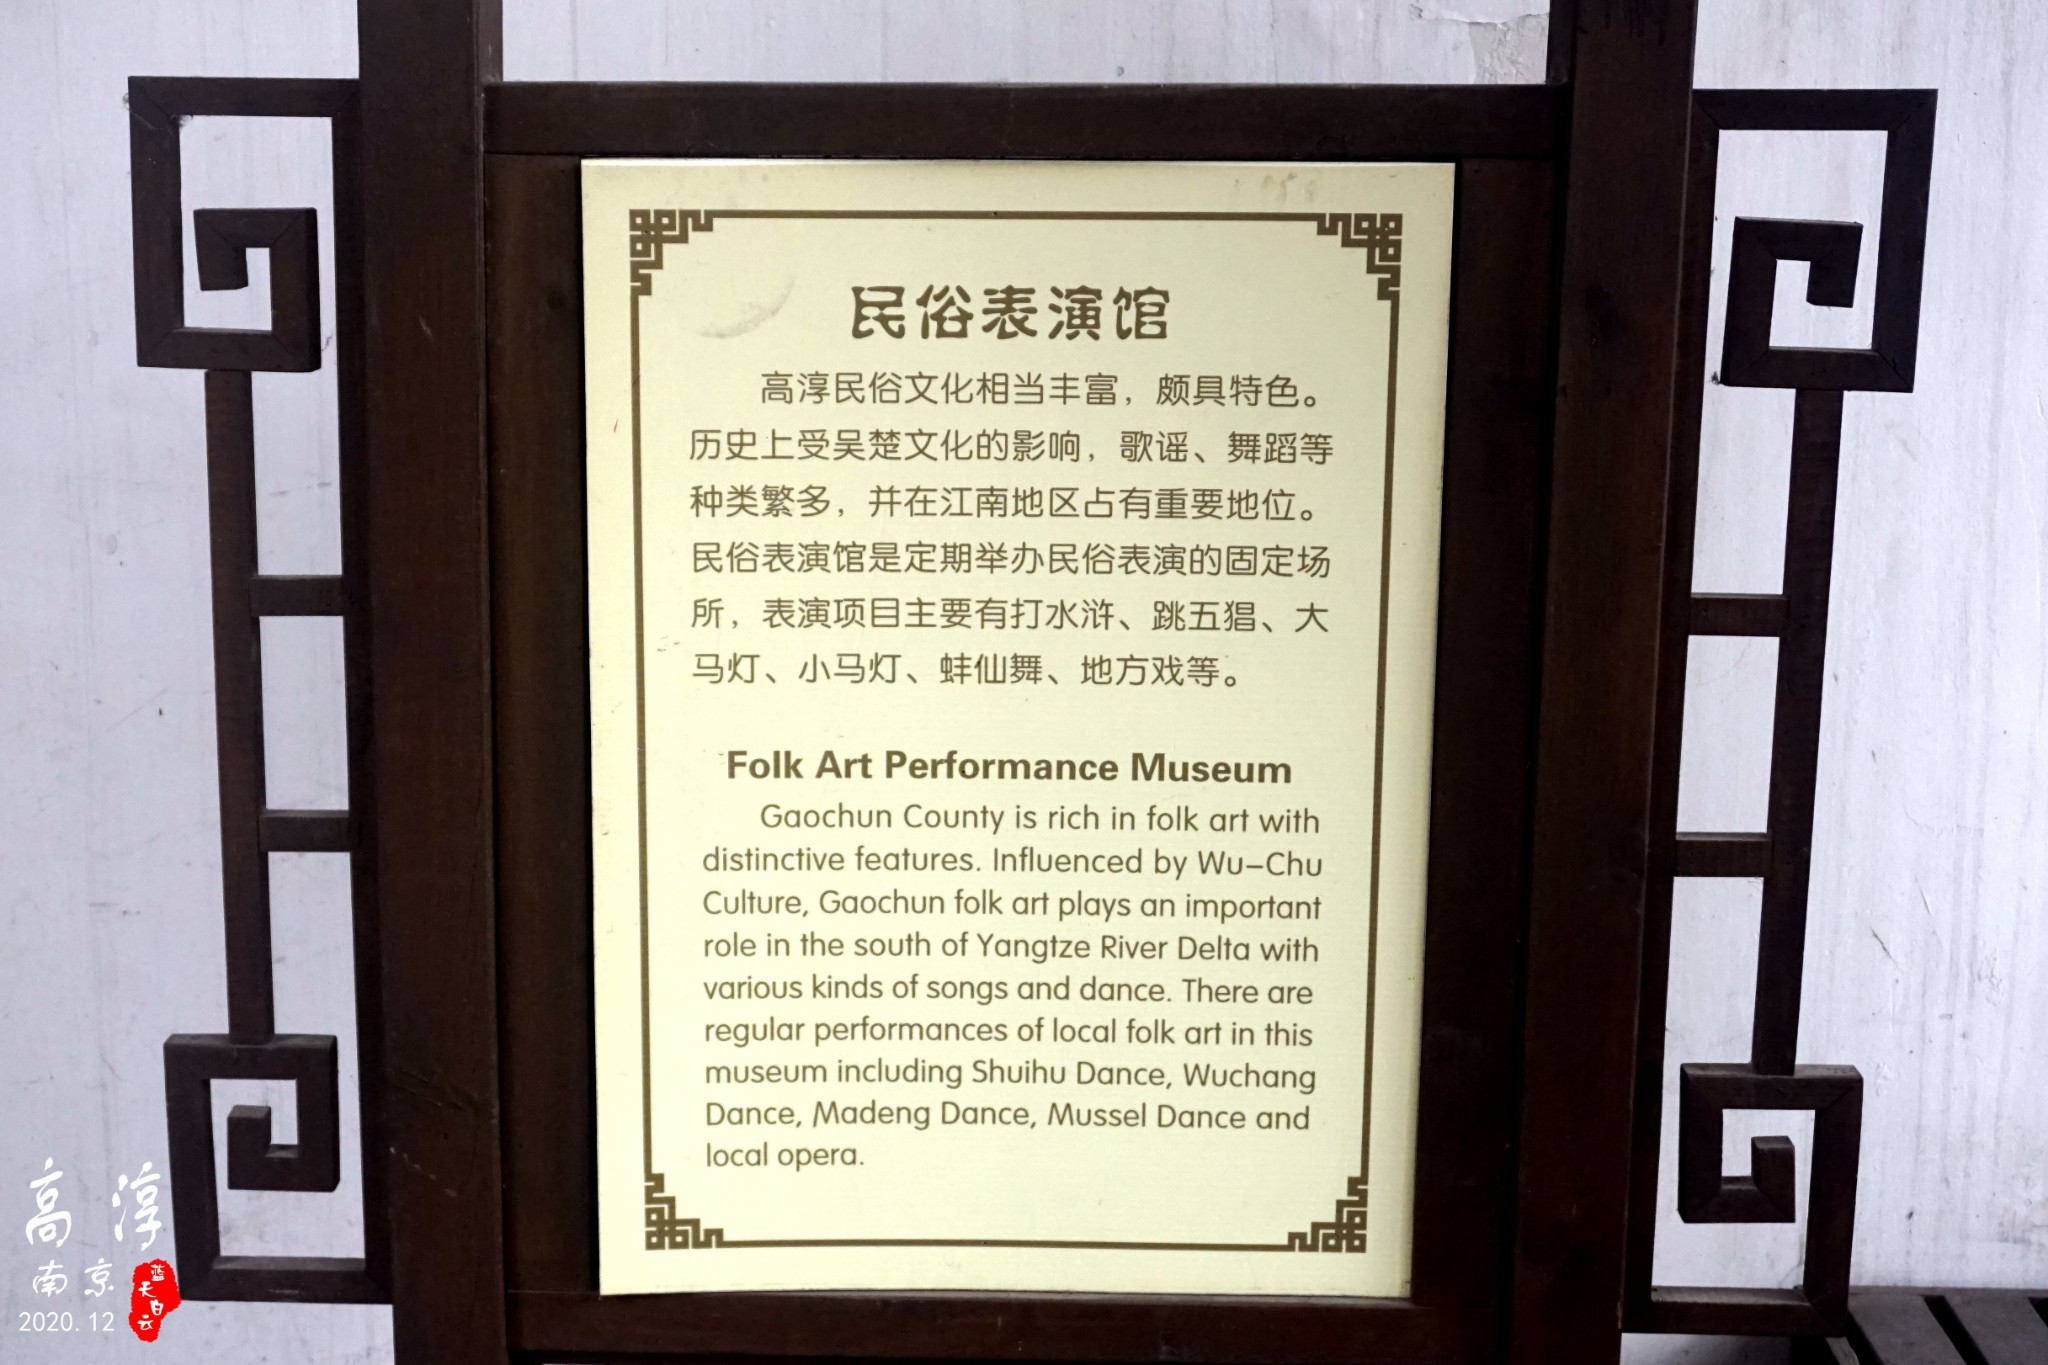 民俗表演馆
高淳民俗文化相当丰富，颇具特色。
历史上受吴楚文化的影响，歌谣、舞蹈等
种类繁多，并在江南地区占有重要地位。
民俗表演馆是定期举办民俗表演的固定场
所，表演项目主要有打水浒、跳五猖、大
马灯、小马灯、蚌仙舞、地方戏等。
Folk Art Performance Museum
Gaochun County is rich in folk art with
distinctive features. Influenced by Wu-Chu
Culture, Gaochun folk art plays an important
role in the south of Yangtze River Delta with
various kinds of songs and dance. There are
regular performances of local folk art in this
museum including Shuihu Dance, Wuchang
Dance, Madeng Dance, Mussel Dance and
local opera.
高淳
南京
2020.12
蓝天白云